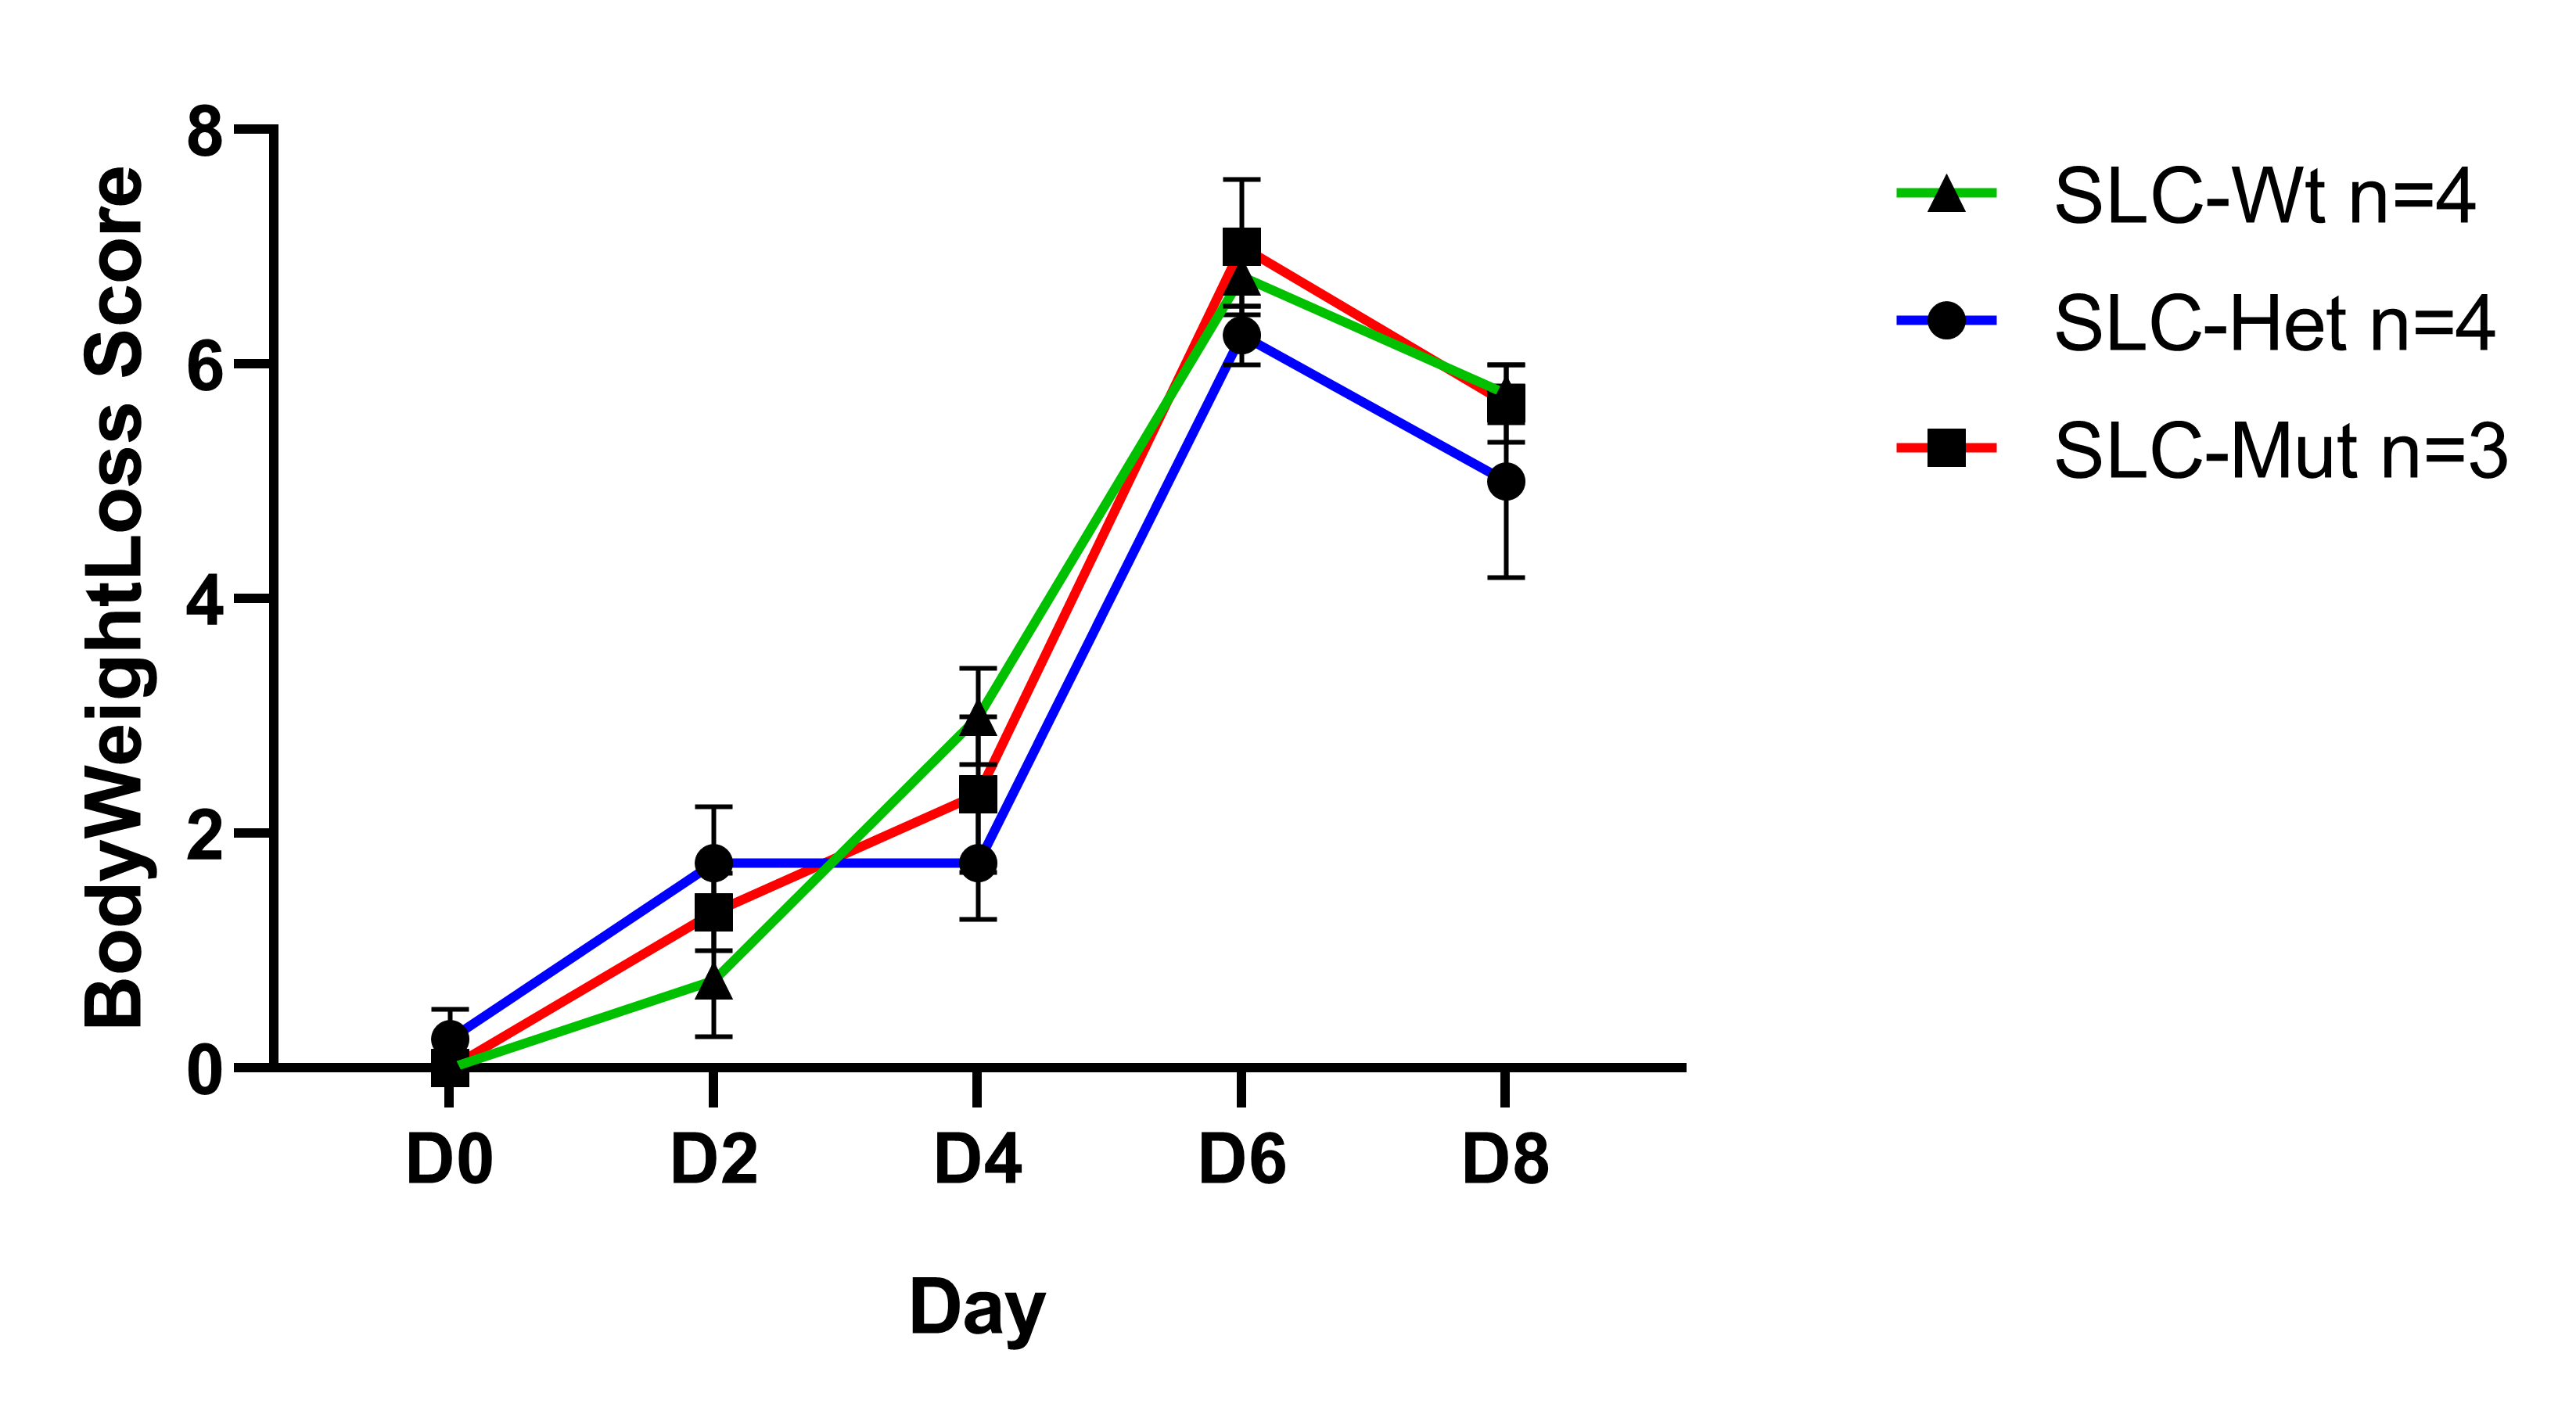 BodyWeightLoss Score
8
6
4
2
0
D0 D2 D4 D6 D8
Day
SLC-Wt n=4
SLC-Het n=4
SLC-Mut n=3